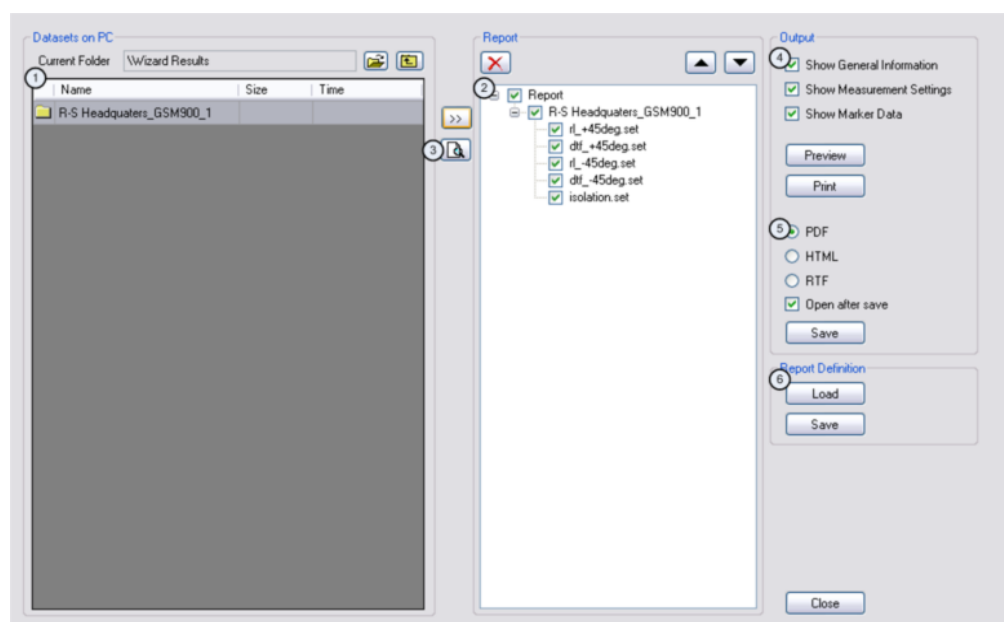 Datasets on PC
Current Folder \Wizard Results
1
Name Size Time
R-S Headquaters_GSM900_1
>>
3
Report
2
Report
R-S Headquaters_GSM900_1
rl_+45deg.set
dtf_+45deg.set
rl_-45deg.set
dtf_-45deg.set
isolation.set
Output
4
Show General Information
Show Measurement Settings
Show Marker Data
Preview
Print
5
PDF
HTML
RTF
Open after save
Save
Report Definition
6
Load
Save
Close